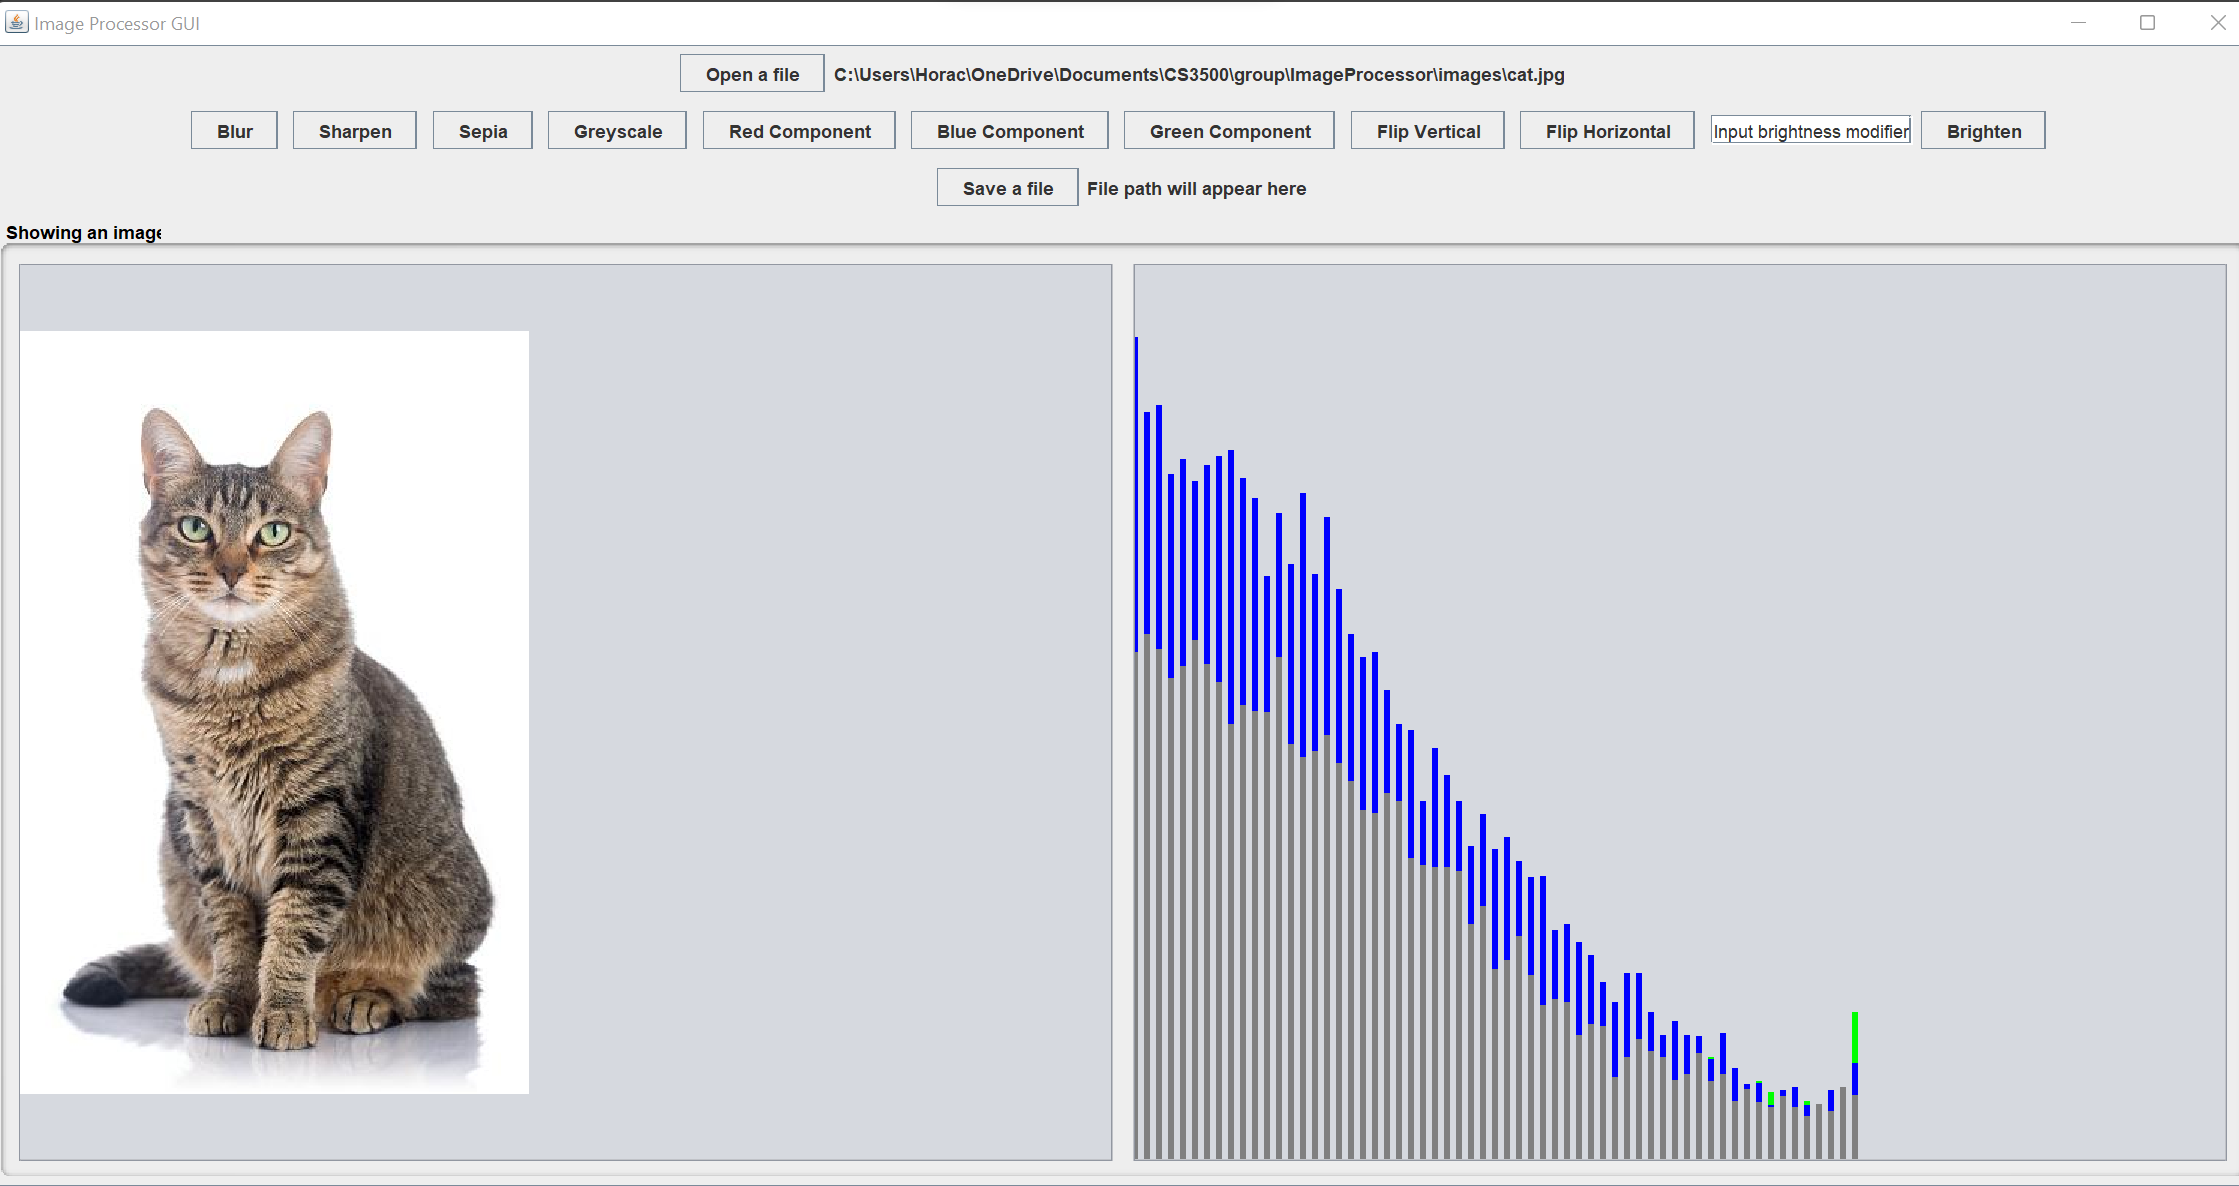 Image Processor GUI
Open a file C:\Users\Horac\OneDrive\Documents\CS3500\group\ImageProcessor\images\cat.jpg
Blur Sharpen Sepia Greyscale Red Component Blue Component Green Component Flip Vertical Flip Horizontal Input brightness modifier Brighten
Save a file File path will appear here
Showing an image